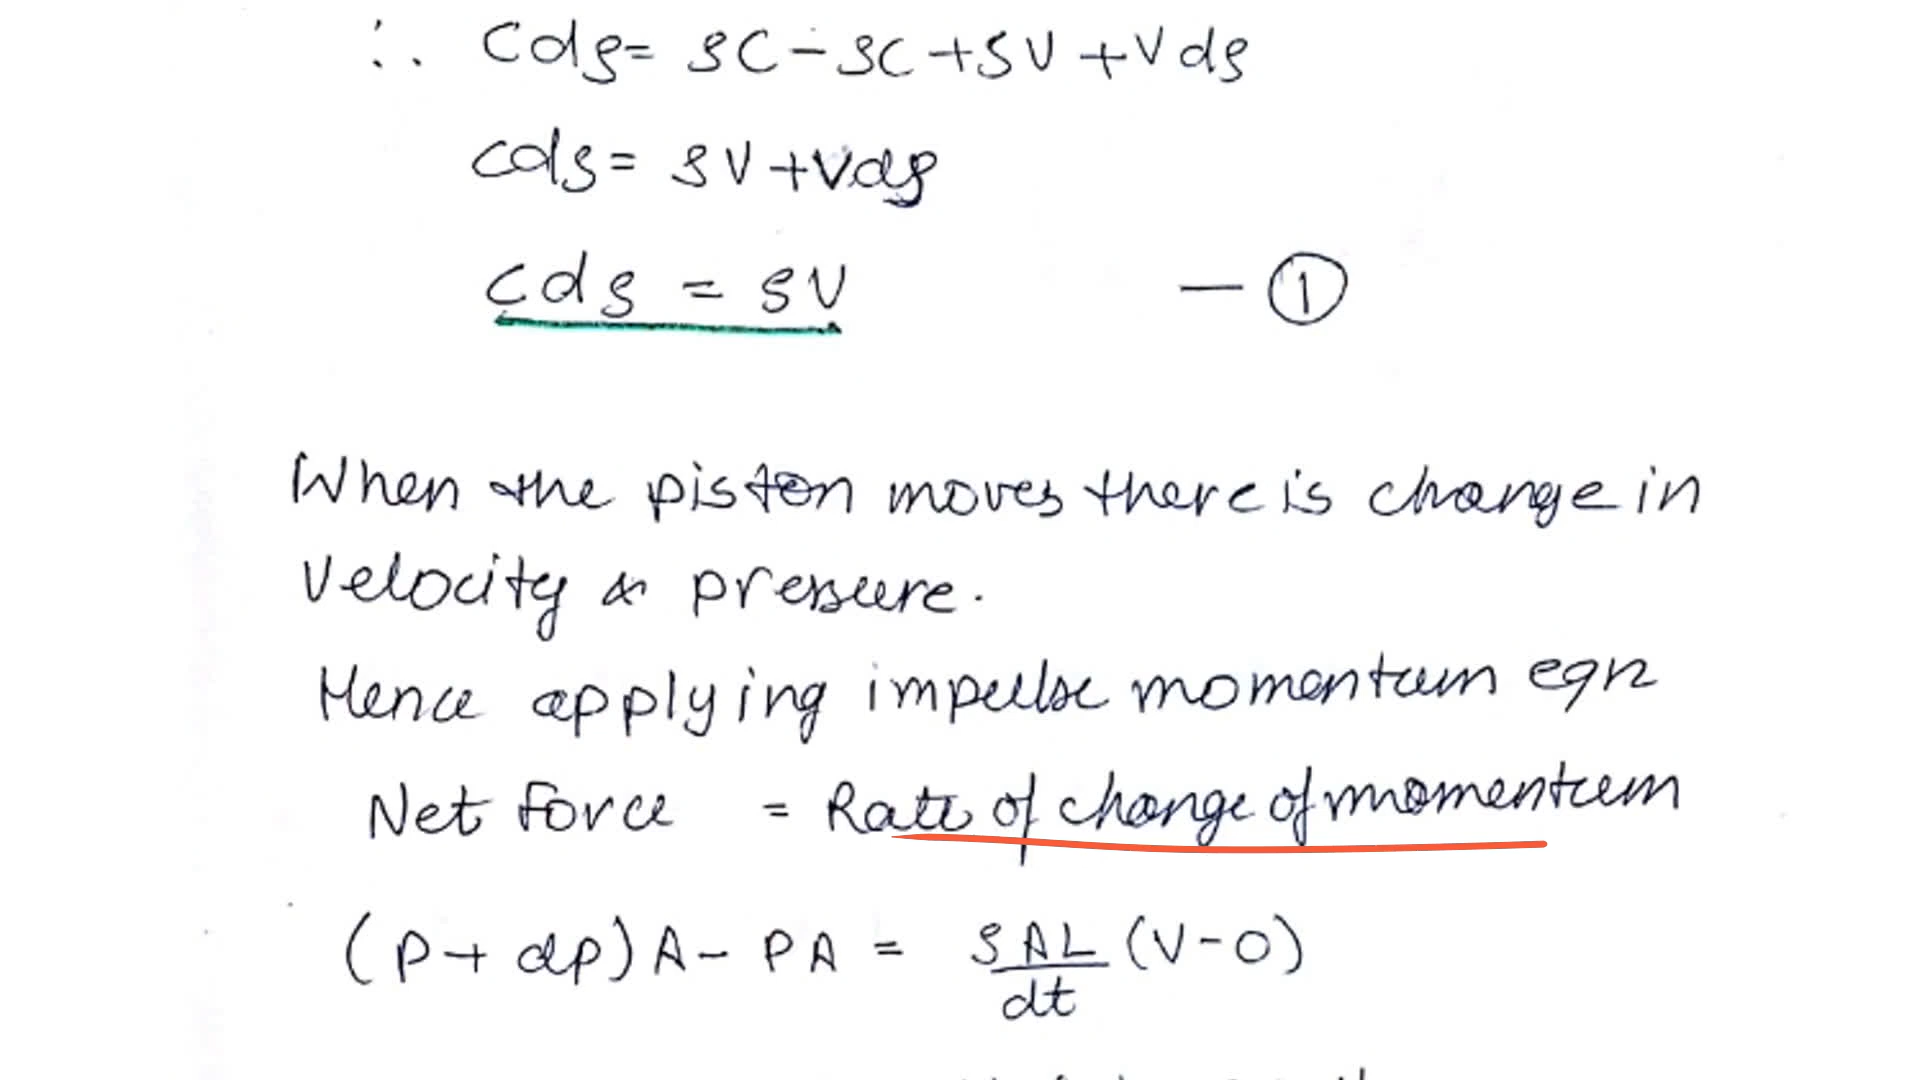 ∴ Cdρ = ρC - ρC + ρV + Vdρ
Cdρ = ρV + Vdρ
Cdρ = ρV — ①
When the piston moves there is change in
Velocity & pressure.
Hence applying impulse momentum eqn
Net force = Rate of change of momentum
(P + dp) A - PA = ρAL/dt (V - 0)